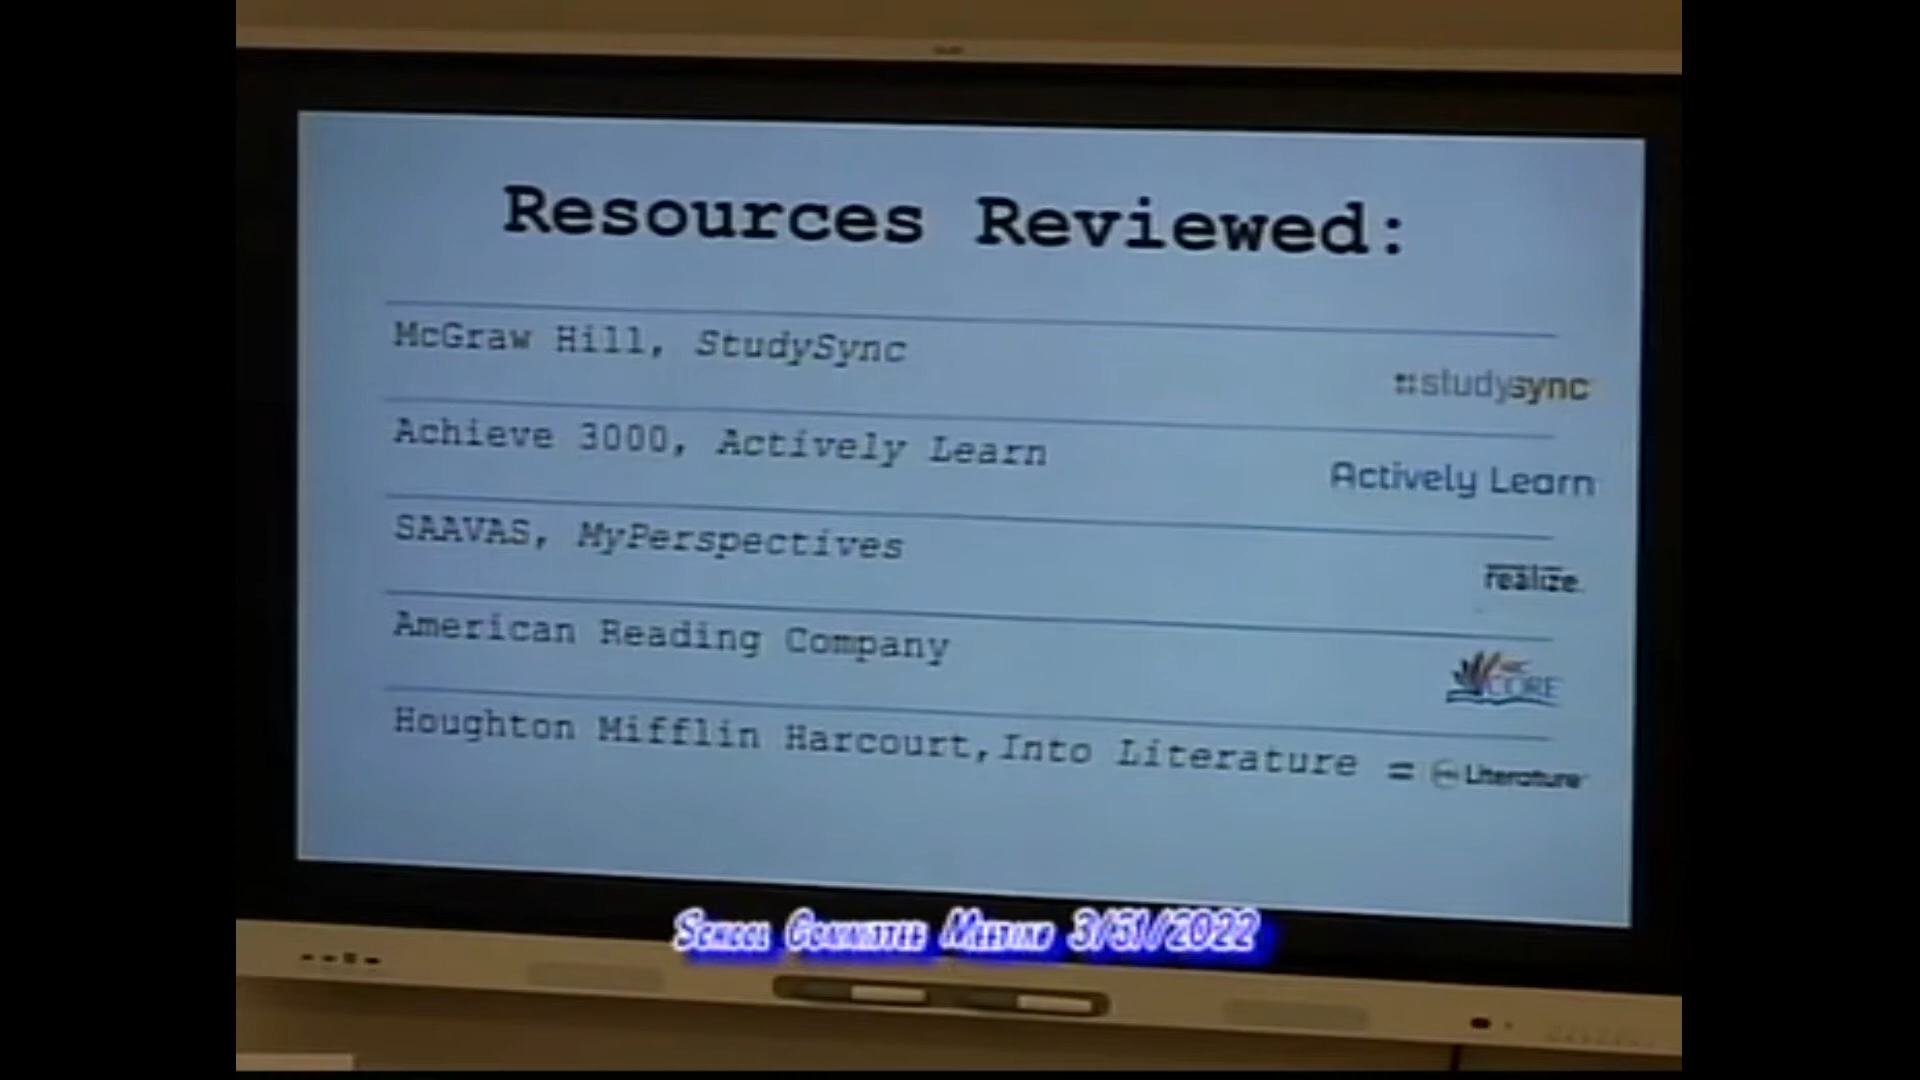 Resources Reviewed:
McGraw Hill, StudySync
studysync
Achieve 3000, Actively Learn
Actively Learn
SAAVAS, MyPerspectives
realize.
American Reading Company
ARC CORE
Houghton Mifflin Harcourt, Into Literature =
Literature
School Committee Meeting 3/31/2022